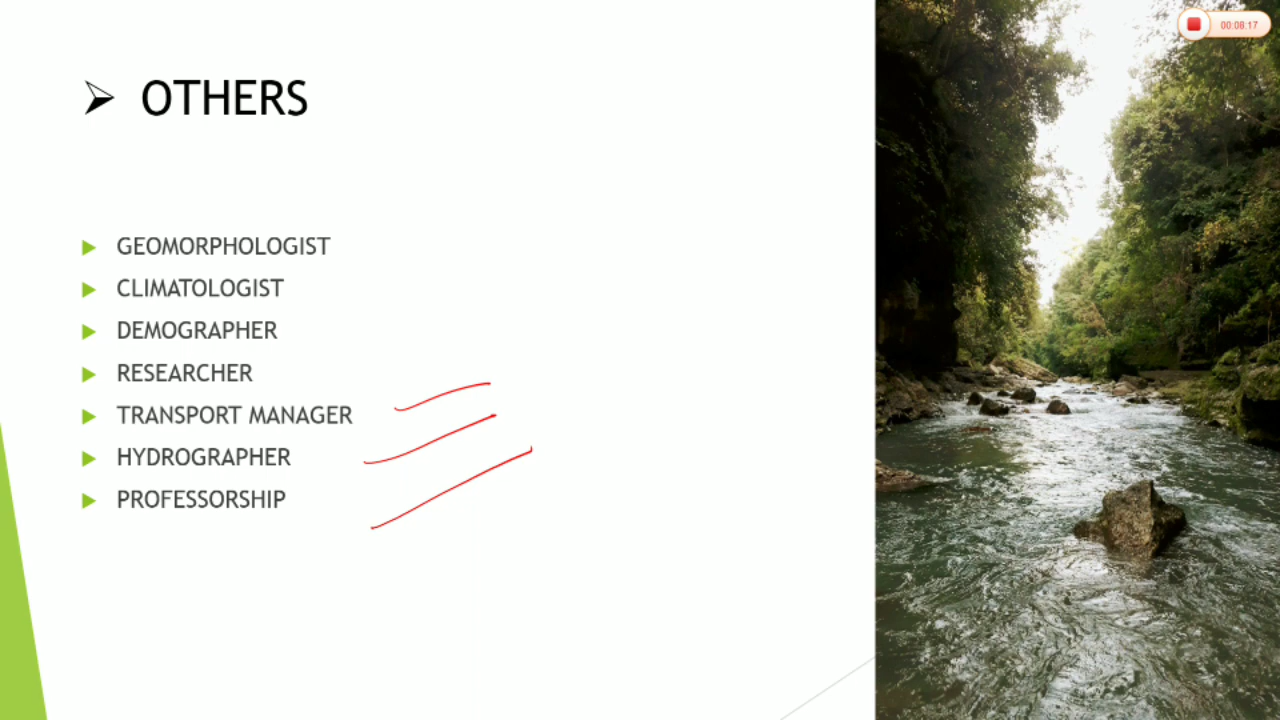 OTHERS
GEOMORPHOLOGIST
CLIMATOLOGIST
DEMOGRAPHER
RESEARCHER
TRANSPORT MANAGER
HYDROGRAPHER
PROFESSORSHIP
00:08:17